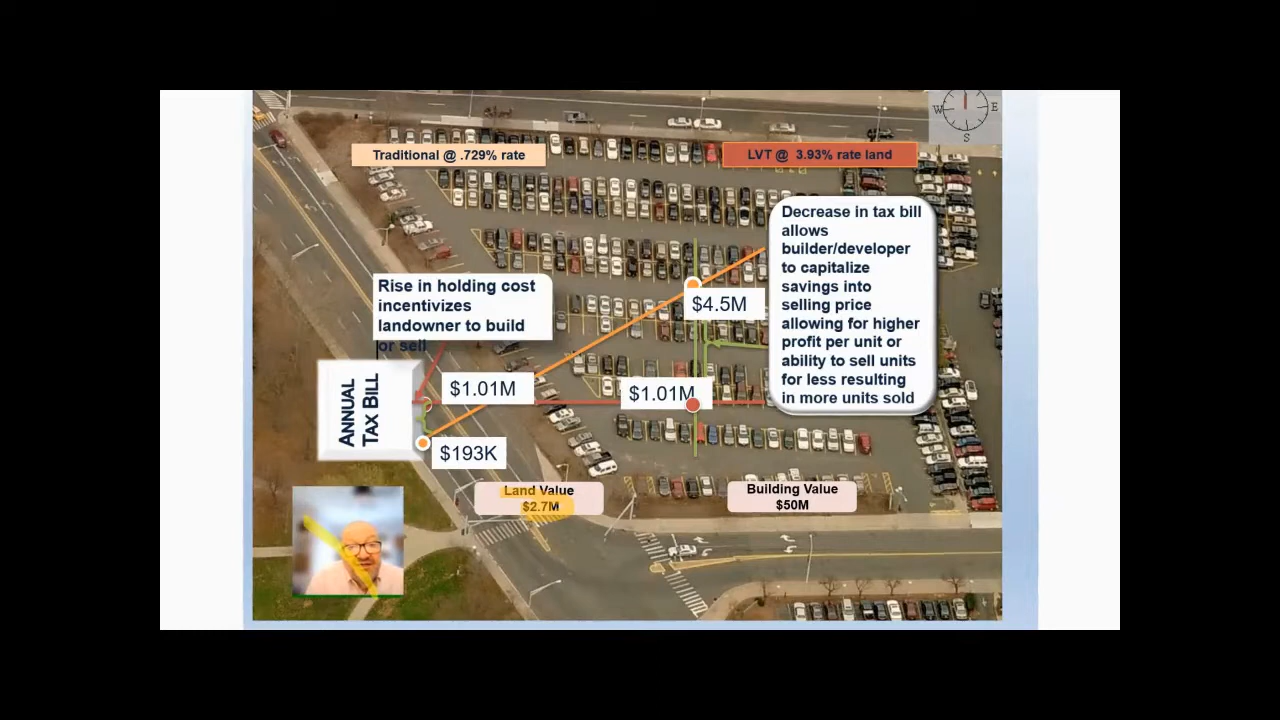 W E
S
Traditional @ .729% rate
LVT @ 3.93% rate land
Decrease in tax bill
allows
builder/developer
to capitalize
savings into
selling price
allowing for higher
profit per unit or
ability to sell units
for less resulting
in more units sold
Rise in holding cost
incentivizes
landowner to build
or sell
$4.5M
$1.01M
$1.01M
ANNUAL
TAX BILL
$193K
Land Value
$2.7M
Building Value
$50M